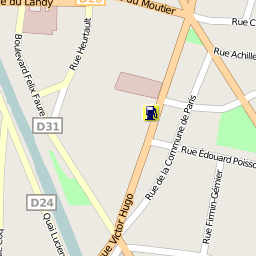 e du Landy
D20
du Moutier
Rue C
Rue Heurtault
Rue Achille
Boulevard Félix Faure
D31
Rue de la Commune de Paris
Rue Édouard Poisso
D24
Rue Firmin-Gémier
ue Victor Hugo
Quai Lucien